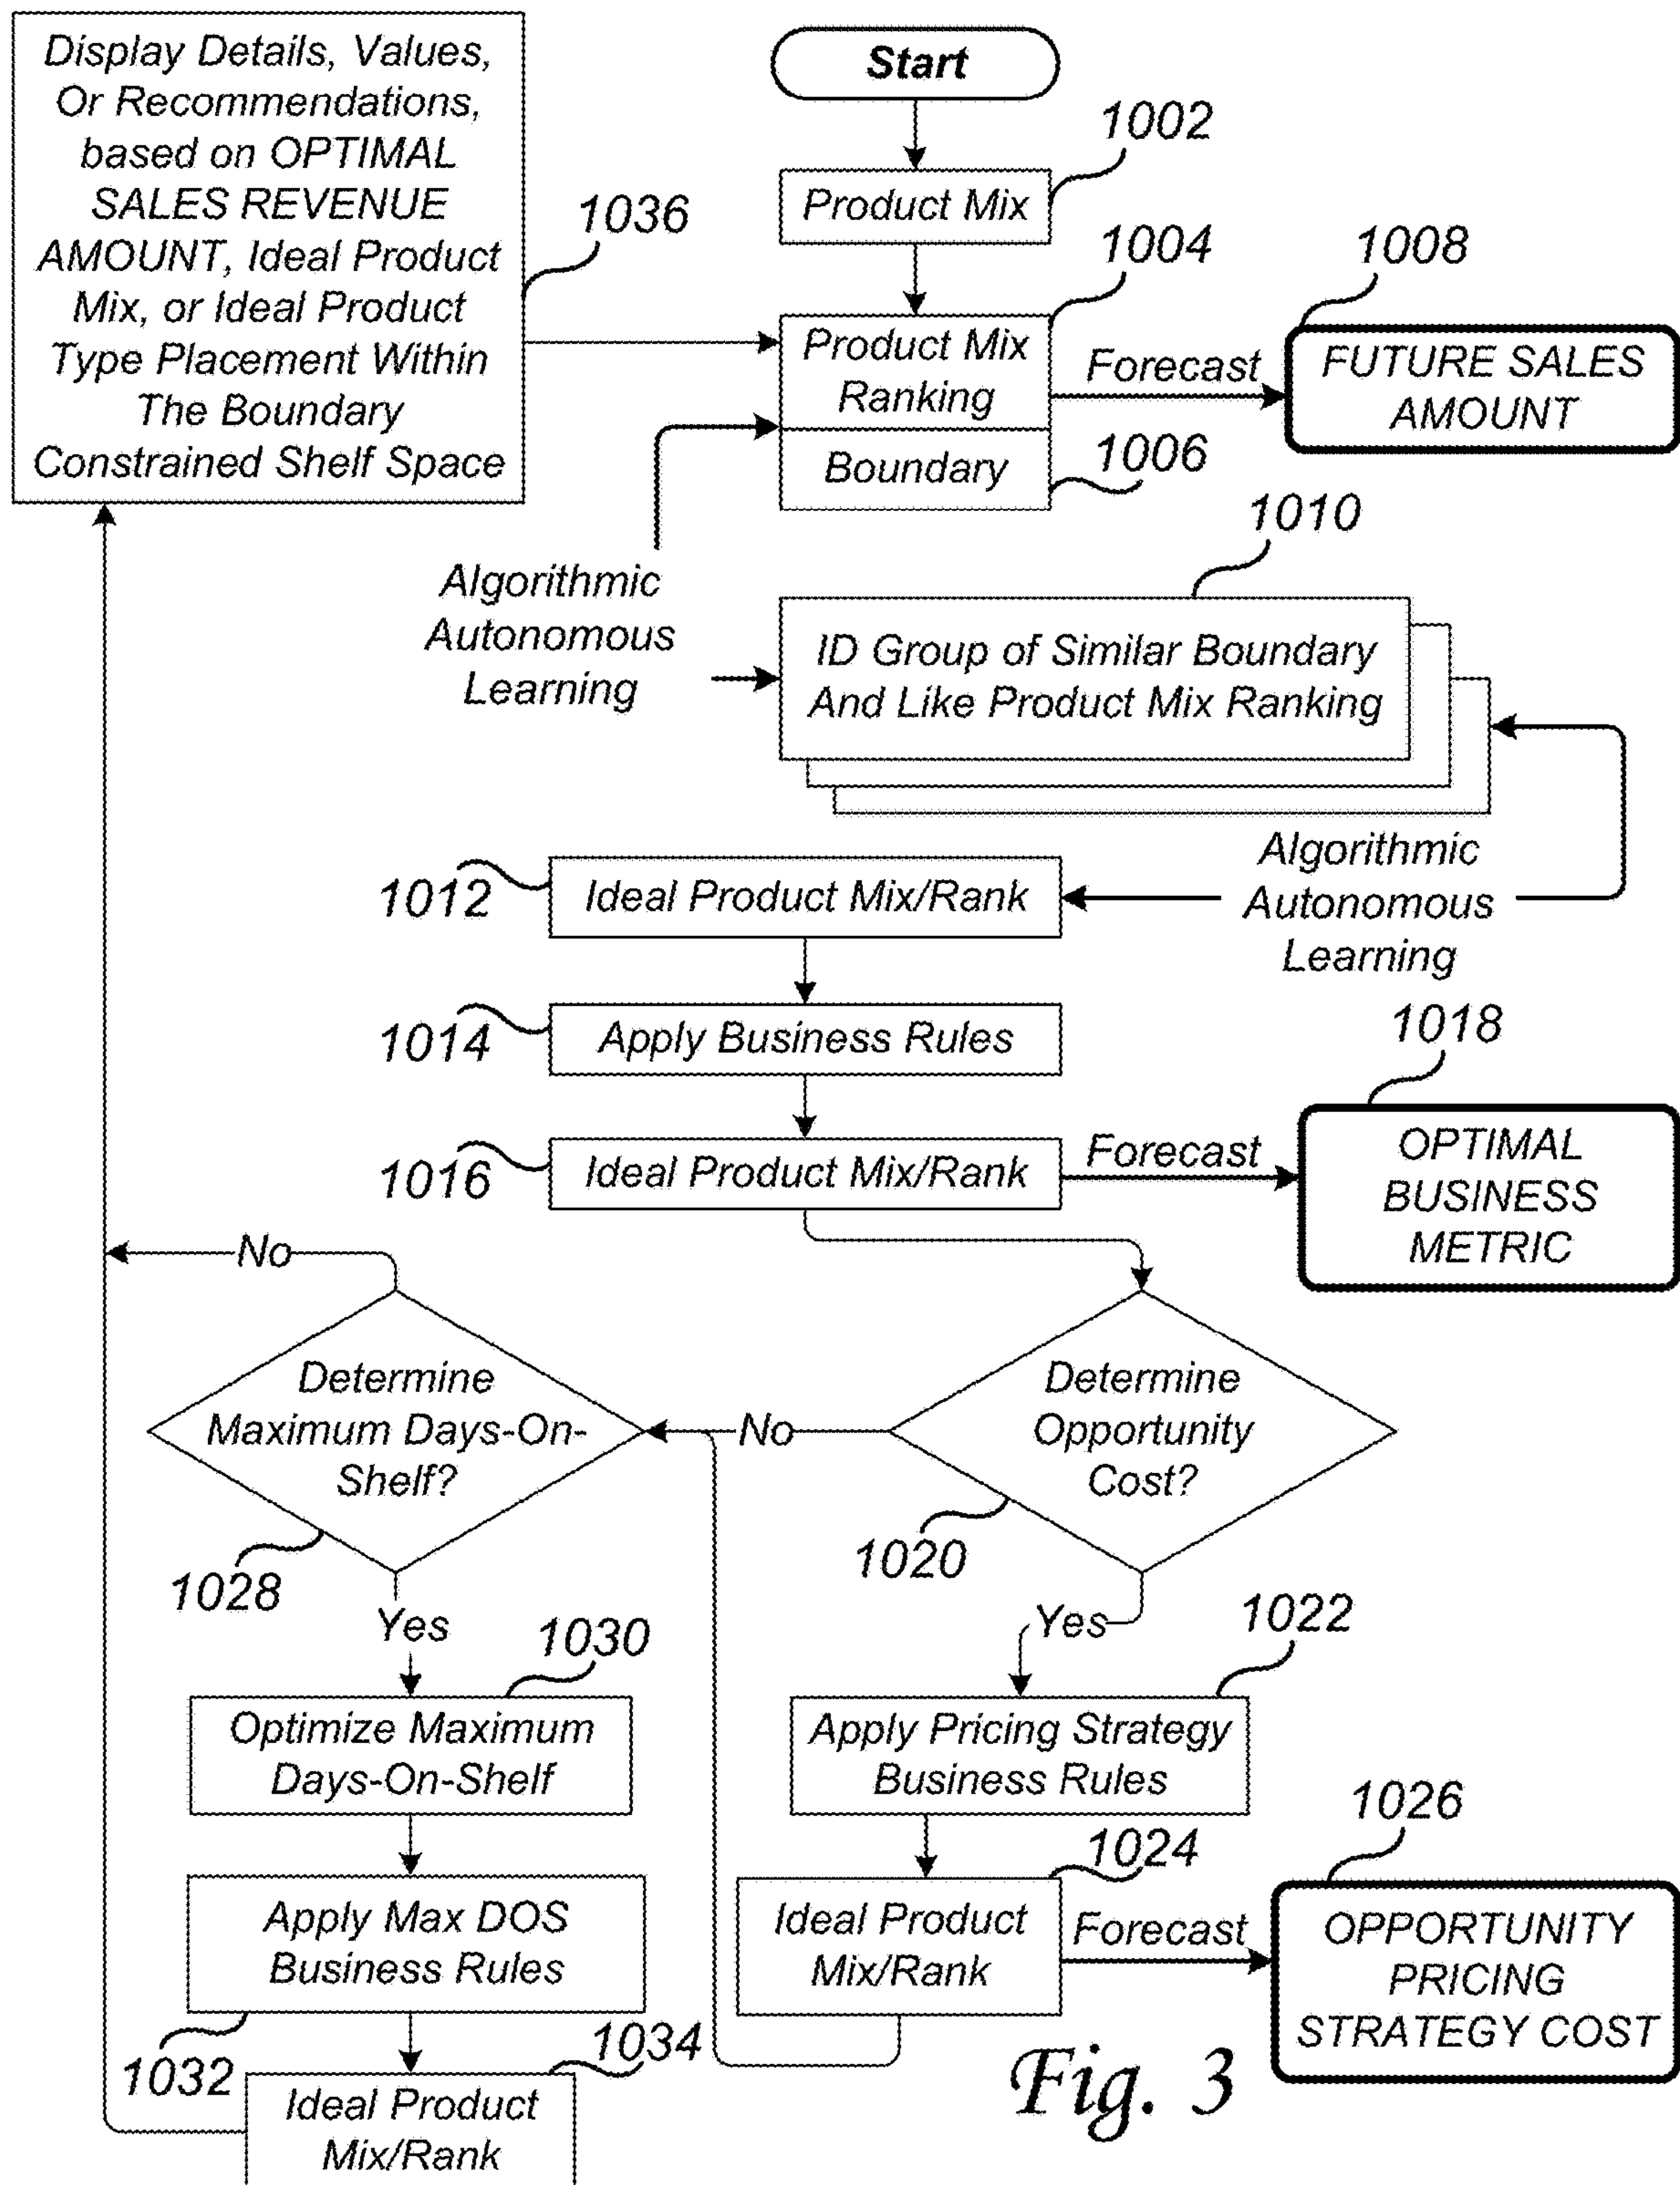 Display Details, Values,
Or Recommendations,
based on OPTIMAL
SALES REVENUE
AMOUNT, Ideal Product
Mix, or Ideal Product
Type Placement Within
The Boundary
Constrained Shelf Space
1036
Start
1002
Product Mix
1004
Product Mix
Ranking
Forecast
1008
FUTURE SALES
AMOUNT
Boundary
1006
Algorithmic
Autonomous
Learning
1010
ID Group of Similar Boundary
And Like Product Mix Ranking
Algorithmic
Autonomous
Learning
1012
Ideal Product Mix/Rank
1014
Apply Business Rules
1016
Ideal Product Mix/Rank
Forecast
1018
OPTIMAL
BUSINESS
METRIC
No
Determine
Maximum Days-On-
Shelf?
1028
No
Determine
Opportunity
Cost?
1020
Yes
1030
Optimize Maximum
Days-On-Shelf
Yes
1022
Apply Pricing Strategy
Business Rules
Apply Max DOS
Business Rules
1032
1024
Ideal Product
Mix/Rank
Forecast
1026
OPPORTUNITY
PRICING
STRATEGY COST
1034
Ideal Product
Mix/Rank
Fig. 3